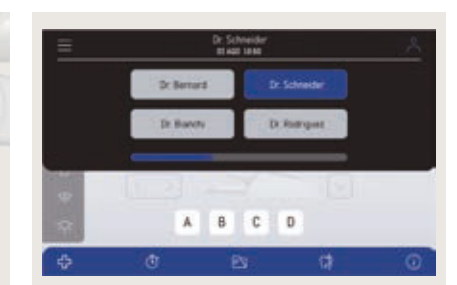 Dr. Schneider
Dr. Bernard
Dr. Schneider
Dr. Bianchi
Dr. Rodriguez
A B C D